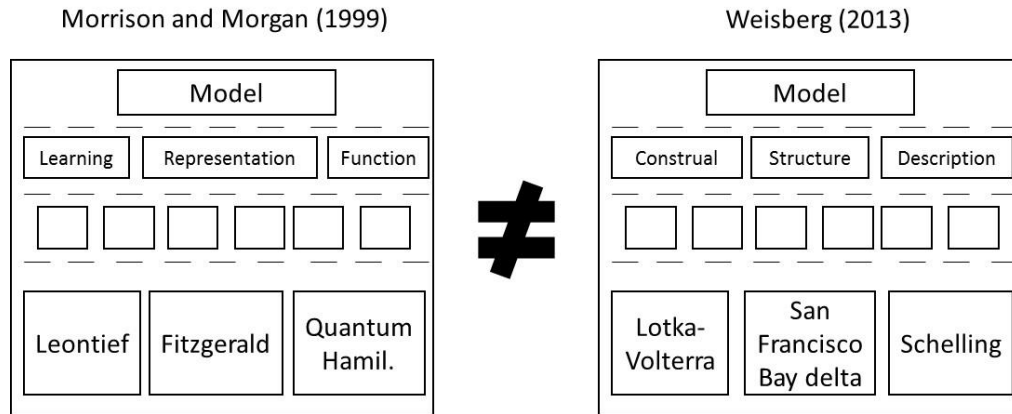 Morrison and Morgan (1999)
Weisberg (2013)
Model
Model
Learning
Representation
Function
Construal
Structure
Description
≠
Leontief
Fitzgerald
Quantum
Hamil.
Lotka-
Volterra
San
Francisco
Bay delta
Schelling